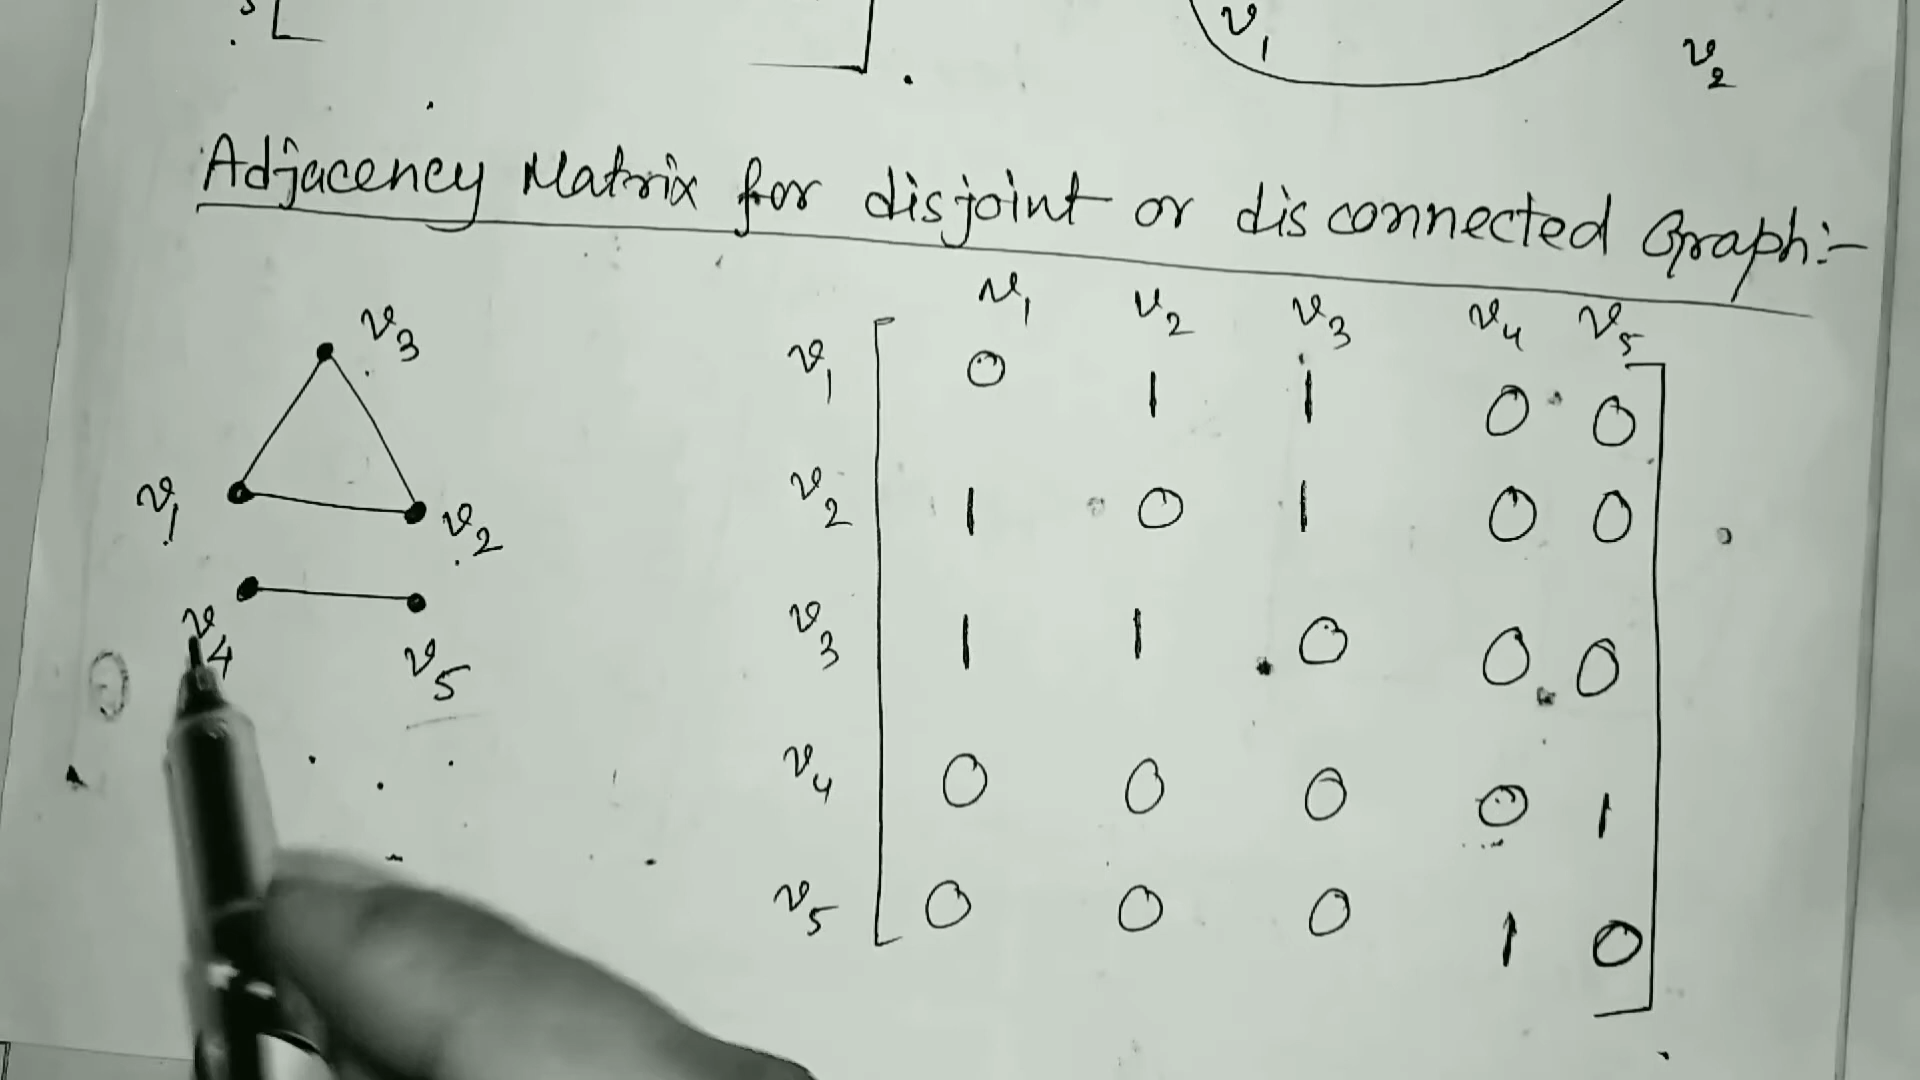 v1
v2
Adjacency Matrix for disjoint or disconnected Graph:-
v3
v1
v2
v4
v5
v1 v2 v3 v4 v5
v1 0 1 1 0 0
v2 1 0 1 0 0
v3 1 1 0 0 0
v4 0 0 0 0 1
v5 0 0 0 1 0